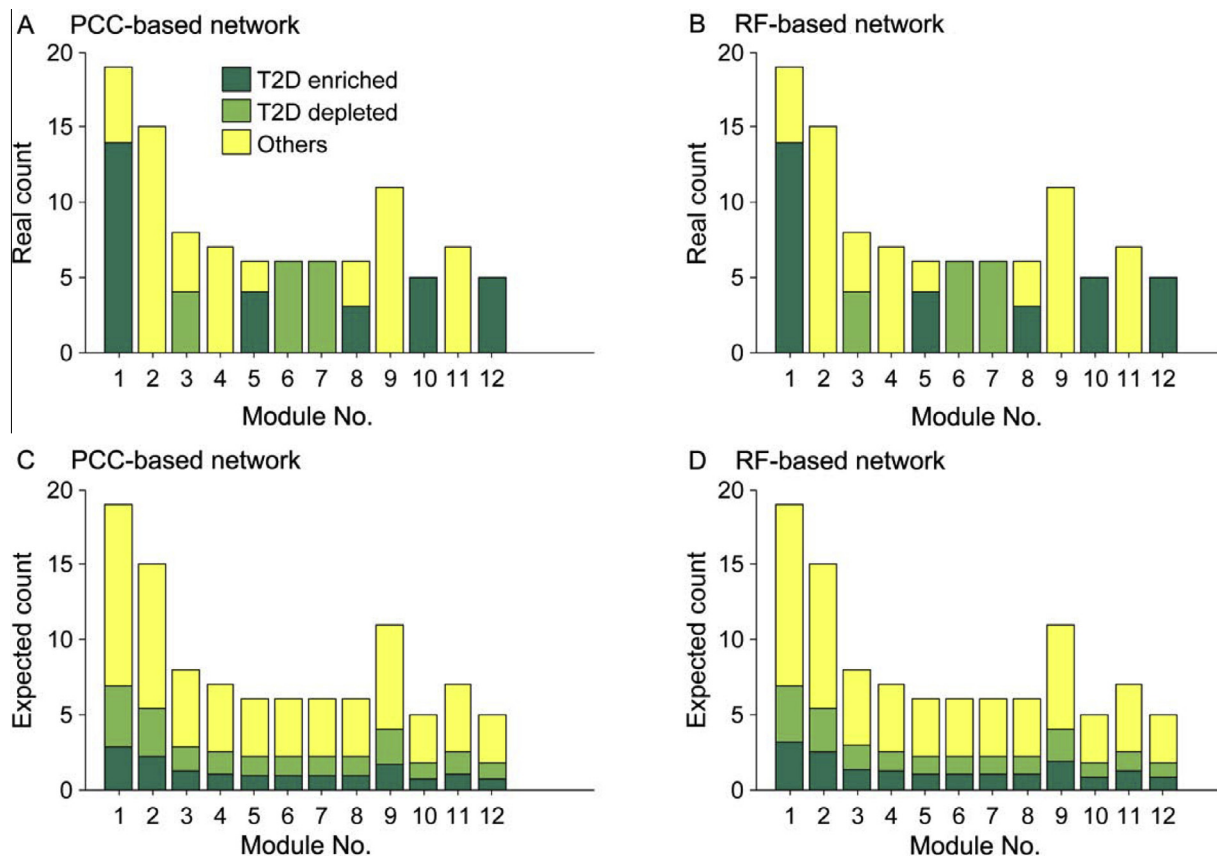 A PCC-based network
20
15
10
5
0
Real count
T2D enriched
T2D depleted
Others
1 2 3 4 5 6 7 8 9 10 11 12
Module No.
B RF-based network
20
15
10
5
0
Real count
1 2 3 4 5 6 7 8 9 10 11 12
Module No.
C PCC-based network
20
15
10
5
0
Expected count
1 2 3 4 5 6 7 8 9 10 11 12
Module No.
D RF-based network
20
15
10
5
0
Expected count
1 2 3 4 5 6 7 8 9 10 11 12
Module No.